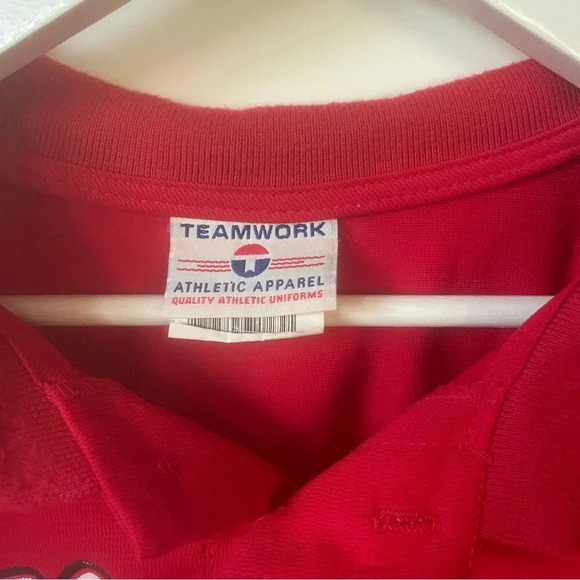 TEAMWORK
T
ATHLETIC APPAREL
QUALITY ATHLETIC UNIFORMS